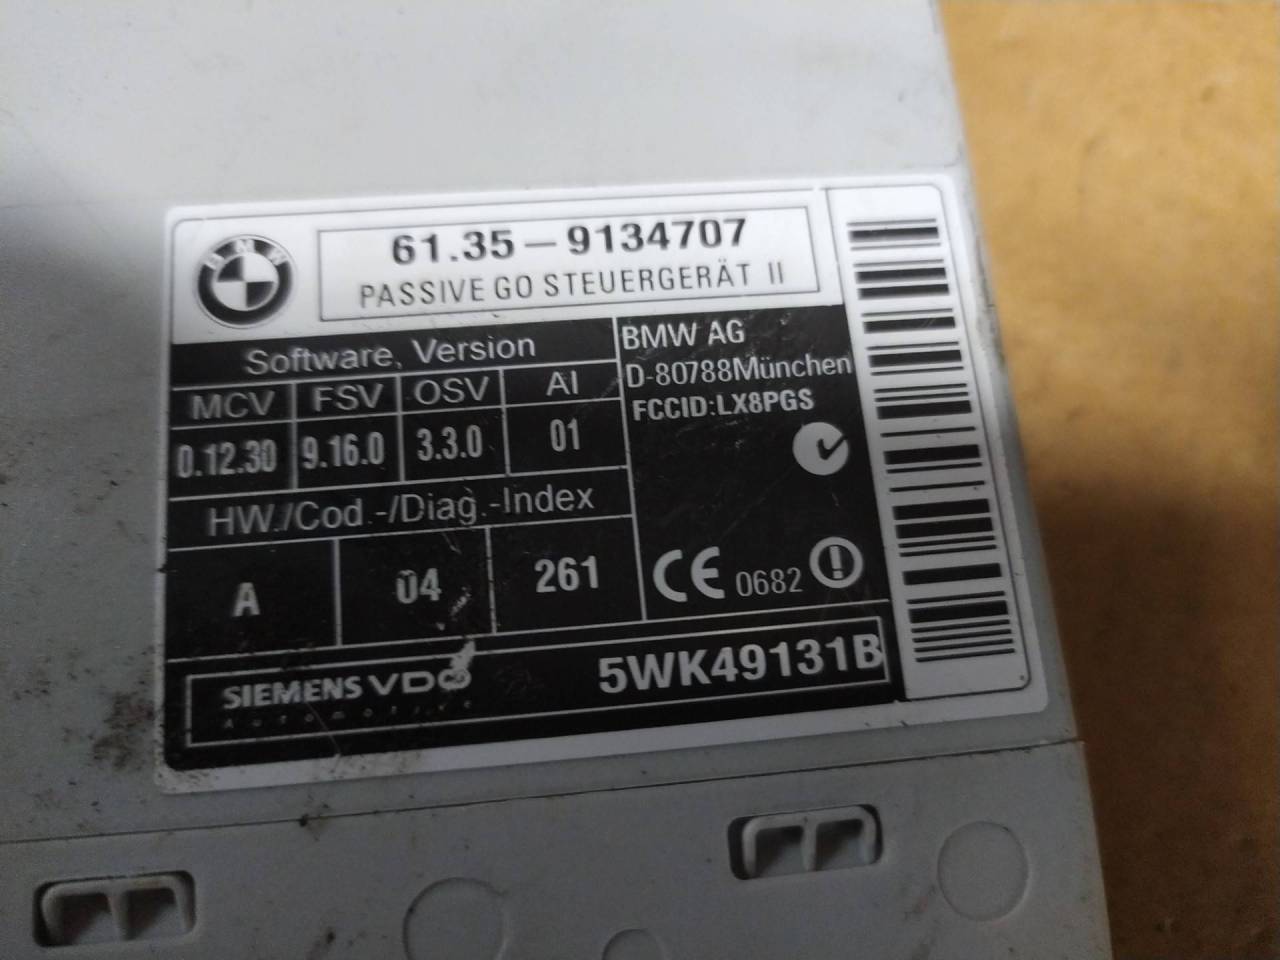 BMW
61.35 – 9134707
PASSIVE GO STEUERGERÄT II
Software, Version
MCV FSV OSV AI
0.12.30 9.16.0 3.3.0 01
HW./Cod.-/Diag.-Index
A 04 261
BMW AG
D-80788München
FCCID:LX8PGS
CE 0682
SIEMENS VDO
Automotive
5WK49131B